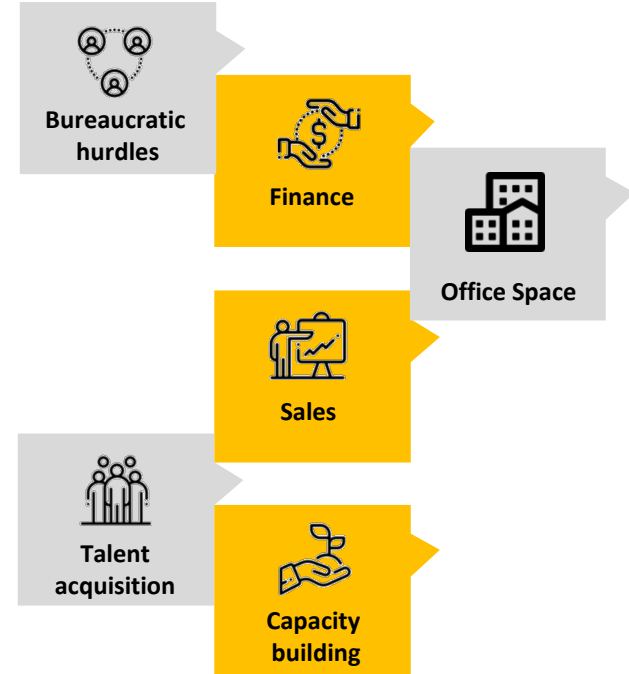 Bureaucratic
hurdles
Finance
Office Space
Sales
Talent
acquisition
Capacity
building